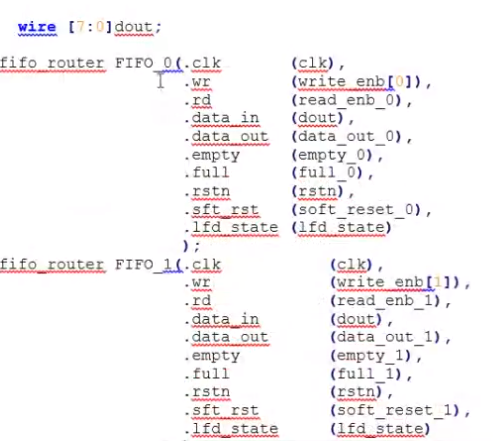 wire [7:0]dout;
fifo_router FIFO_0(.clk (clk),
.wr (write_enb[0]),
.rd (read_enb_0),
.data_in (dout),
.data_out (data_out_0),
.empty (empty_0),
.full (full_0),
.rstn (rstn),
.sft_rst (soft_reset_0),
.lfd_state (lfd_state)
);
fifo_router FIFO_1(.clk (clk),
.wr (write_enb[1]),
.rd (read_enb_1),
.data_in (dout),
.data_out (data_out_1),
.empty (empty_1),
.full (full_1),
.rstn (rstn),
.sft_rst (soft_reset_1),
.lfd_state (lfd_state)